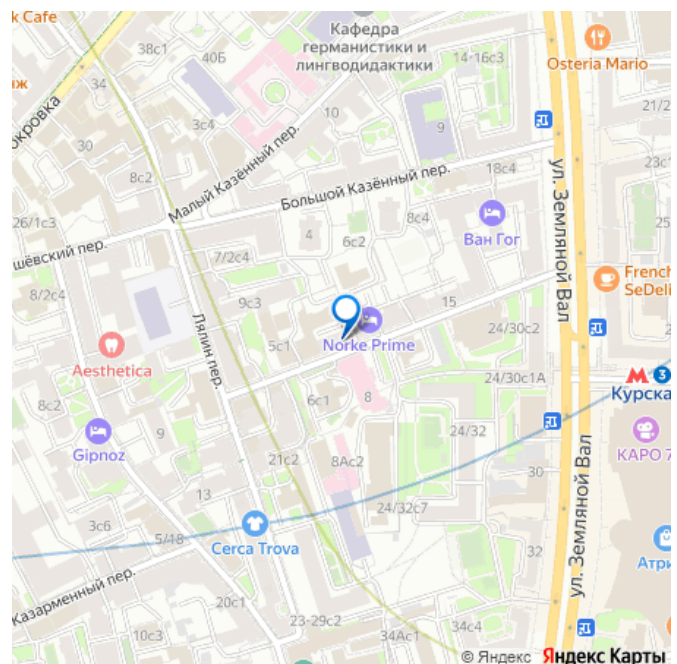 k Cafe
38с1
40Б
Кафедра
германистики и
лингводидактики
14-16с3
Osteria Mario
нж
34
10
3с4
9
21/2
окровка
30
8с2
Малый Казённый пер.
Большой Казённый пер.
18с4
23с1
ул. Земляной Вал
26/1с3
4
6с2
8с4
Ван Гог
шёвский пер.
7/2с4
8/2с4
9с3
Лялин пер.
15
French
SeDeli
24/30с2
Norke Prime
5с1
Aesthetica
24/30с1А
3
Курска
8с2
6с1
8
Gipnoz
9
24/32
КАРО 7
21с2
8Ас2
30
13
24/32с7
ул. Земляной Вал
3с6
5/18
Cerca Trova
32
Атри
Казарменный пер.
20с1
23-29с2
10с3
34Ас1
34с4
© Яндекс Яндекс Карты